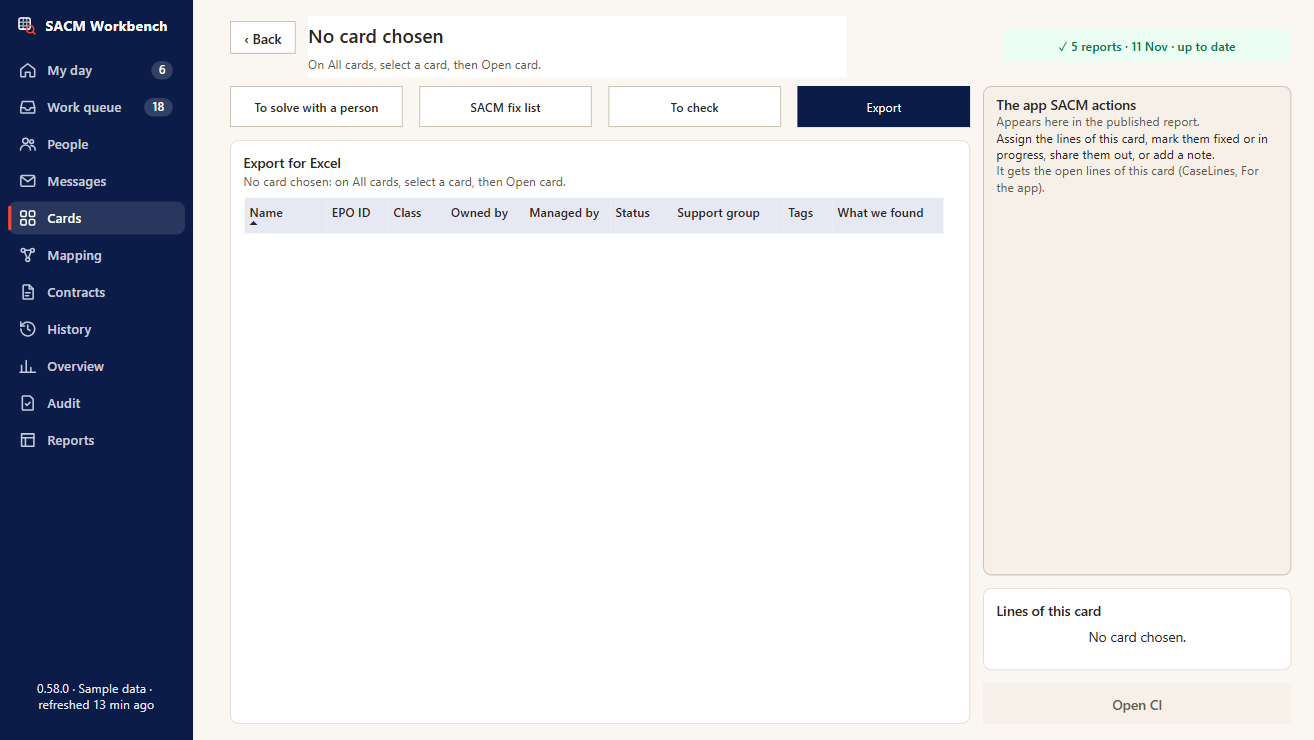 SACM Workbench
My day 6
Work queue 18
People
Messages
Cards
Mapping
Contracts
History
Overview
Audit
Reports
0.58.0 · Sample data ·
refreshed 13 min ago
‹ Back
No card chosen
On All cards, select a card, then Open card.
✓ 5 reports · 11 Nov · up to date
To solve with a person
SACM fix list
To check
Export
Export for Excel
No card chosen: on All cards, select a card, then Open card.
Name EPO ID Class Owned by Managed by Status Support group Tags What we found
The app SACM actions
Appears here in the published report.
Assign the lines of this card, mark them fixed or in
progress, share them out, or add a note.
It gets the open lines of this card (CaseLines, For
the app).
Lines of this card
No card chosen.
Open CI